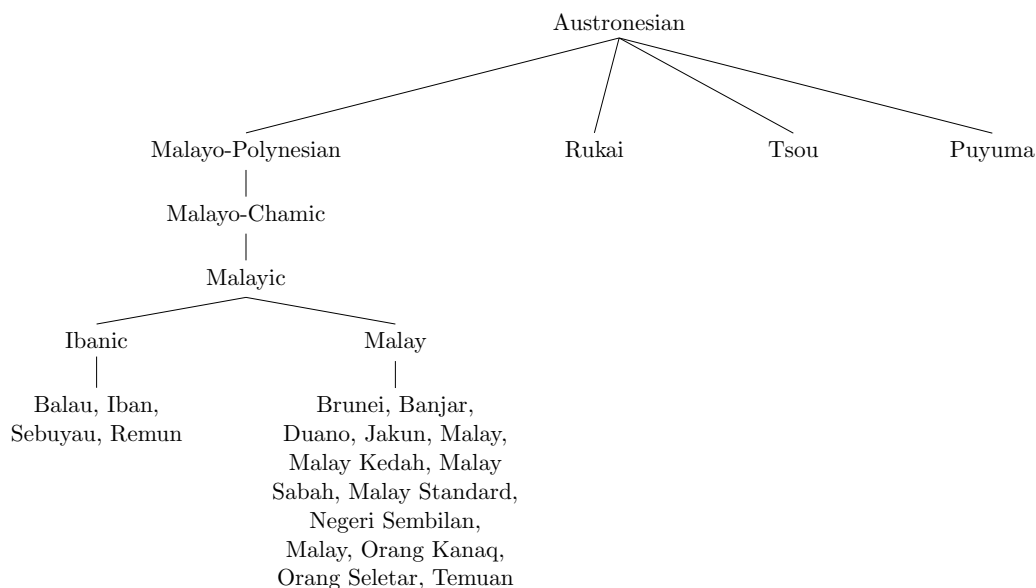 Austronesian
Malayo-Polynesian Rukai Tsou Puyuma
Malayo-Chamic
Malayic
Ibanic Malay
Balau, Iban,
Sebuyau, Remun
Brunei, Banjar,
Duano, Jakun, Malay,
Malay Kedah, Malay
Sabah, Malay Standard,
Negeri Sembilan,
Malay, Orang Kanaq,
Orang Seletar, Temuan